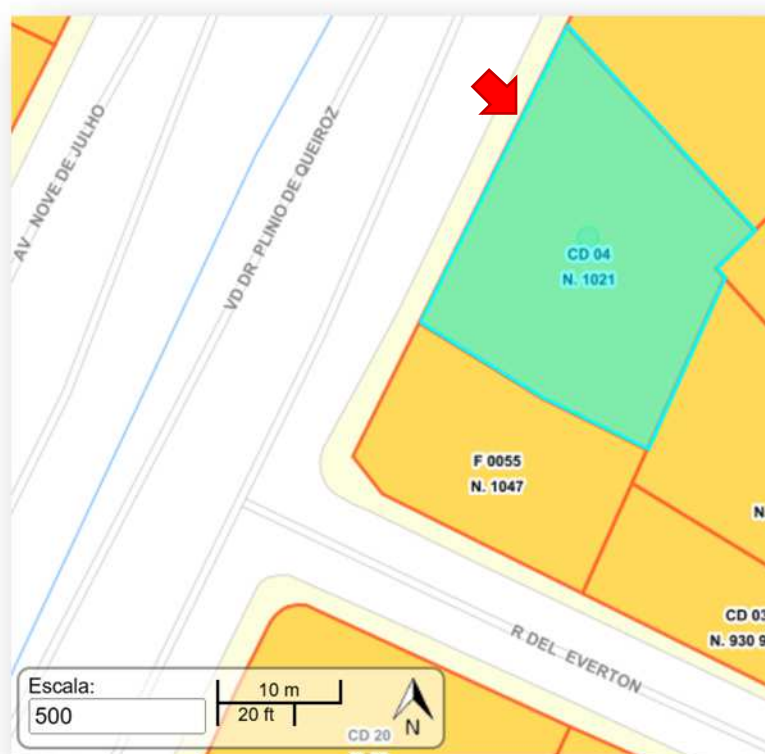 AV NOVE DE JULHO
VD DR PLINIO DE QUEIROZ
CD 04
N. 1021
F 0055
N. 1047
N
CD 03
N. 930 9
R DEL EVERTON
Escala:
500
10 m
20 ft
N
CD 20